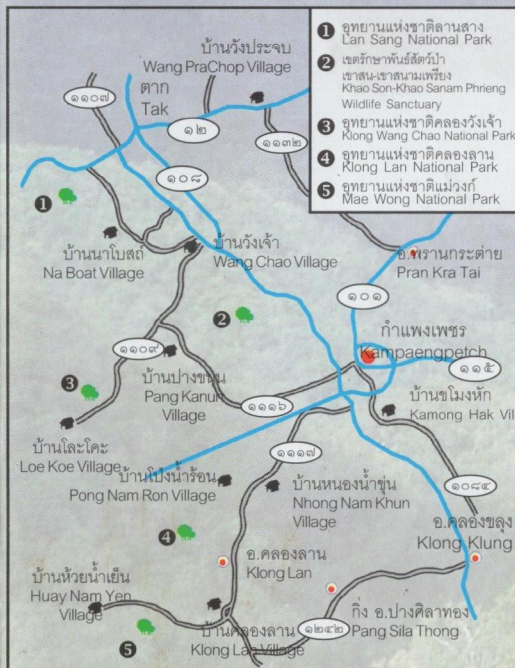 ❶ อุทยานแห่งชาติลานสาง
Lan Sang National Park
❷ เขตรักษาพันธุ์สัตว์ป่า
เขาสน-เขาสนามเพรียง
Khao Son-Khao Sanam Phrieng
Wildlife Sanctuary
❸ อุทยานแห่งชาติคลองวังเจ้า
Klong Wang Chao National Park
❹ อุทยานแห่งชาติคลองลาน
Klong Lan National Park
❺ อุทยานแห่งชาติแม่วงก์
Mae Wong National Park
บ้านวังประจบ
Wang PraChop Village
๑๑๐๗
ตาก
Tak
๑๒
๑๑๓๒
๑๐๘
❶
บ้านนาโบสถ์
Na Boat Village
บ้านวังเจ้า
Wang Chao Village
อ.พรานกระต่าย
Pran Kra Tai
๑๐๑
❷
กำแพงเพชร
Kampaengpetch
๑๑๐๙
๑๑๕
บ้านปางขนุน
Pang Kanun
Village
❸
๑๑๑๖
บ้านขโมงหัก
Kamong Hak Vil
บ้านโละโคะ
Loe Koe Village
๑๑๑๗
บ้านโป่งน้ำร้อน
Pong Nam Ron Village
บ้านหนองน้ำขุ่น
Nhong Nam Khun
Village
๑๐๘๔
อ.คลองขลุง
Klong Klung
❹
อ.คลองลาน
Klong Lan
บ้านห้วยน้ำเย็น
Huay Nam Yen
Village
กิ่ง อ.ปางศิลาทอง
Pang Sila Thong
บ้านคลองลาน
Klong Lan Village
๑๒๔๒
❺